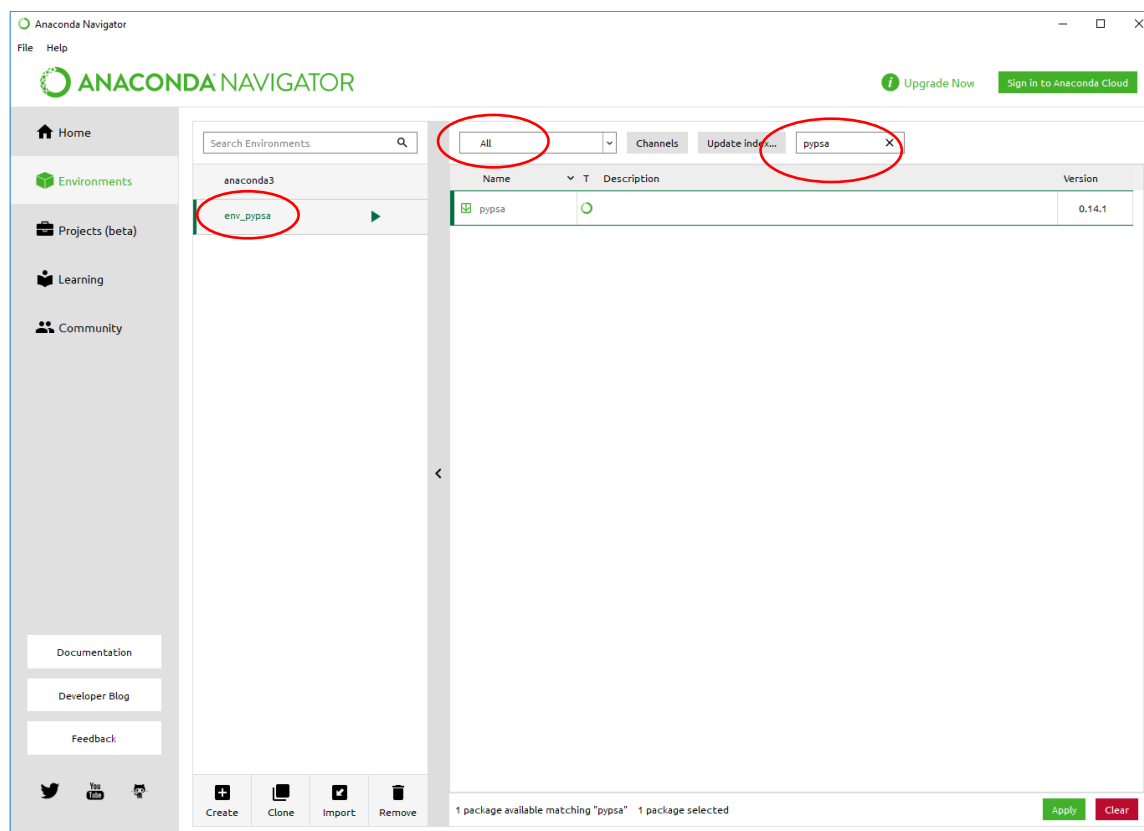 Anaconda Navigator
File Help
ANACONDA NAVIGATOR
Upgrade Now
Sign in to Anaconda Cloud
Home
Environments
Projects (beta)
Learning
Community
Documentation
Developer Blog
Feedback
You Tube
Search Environments
anaconda3
env_pypsa
Create Clone Import Remove
All Channels Update index... pypsa
Name T Description Version
pypsa 0.14.1
1 package available matching "pypsa" 1 package selected
Apply Clear